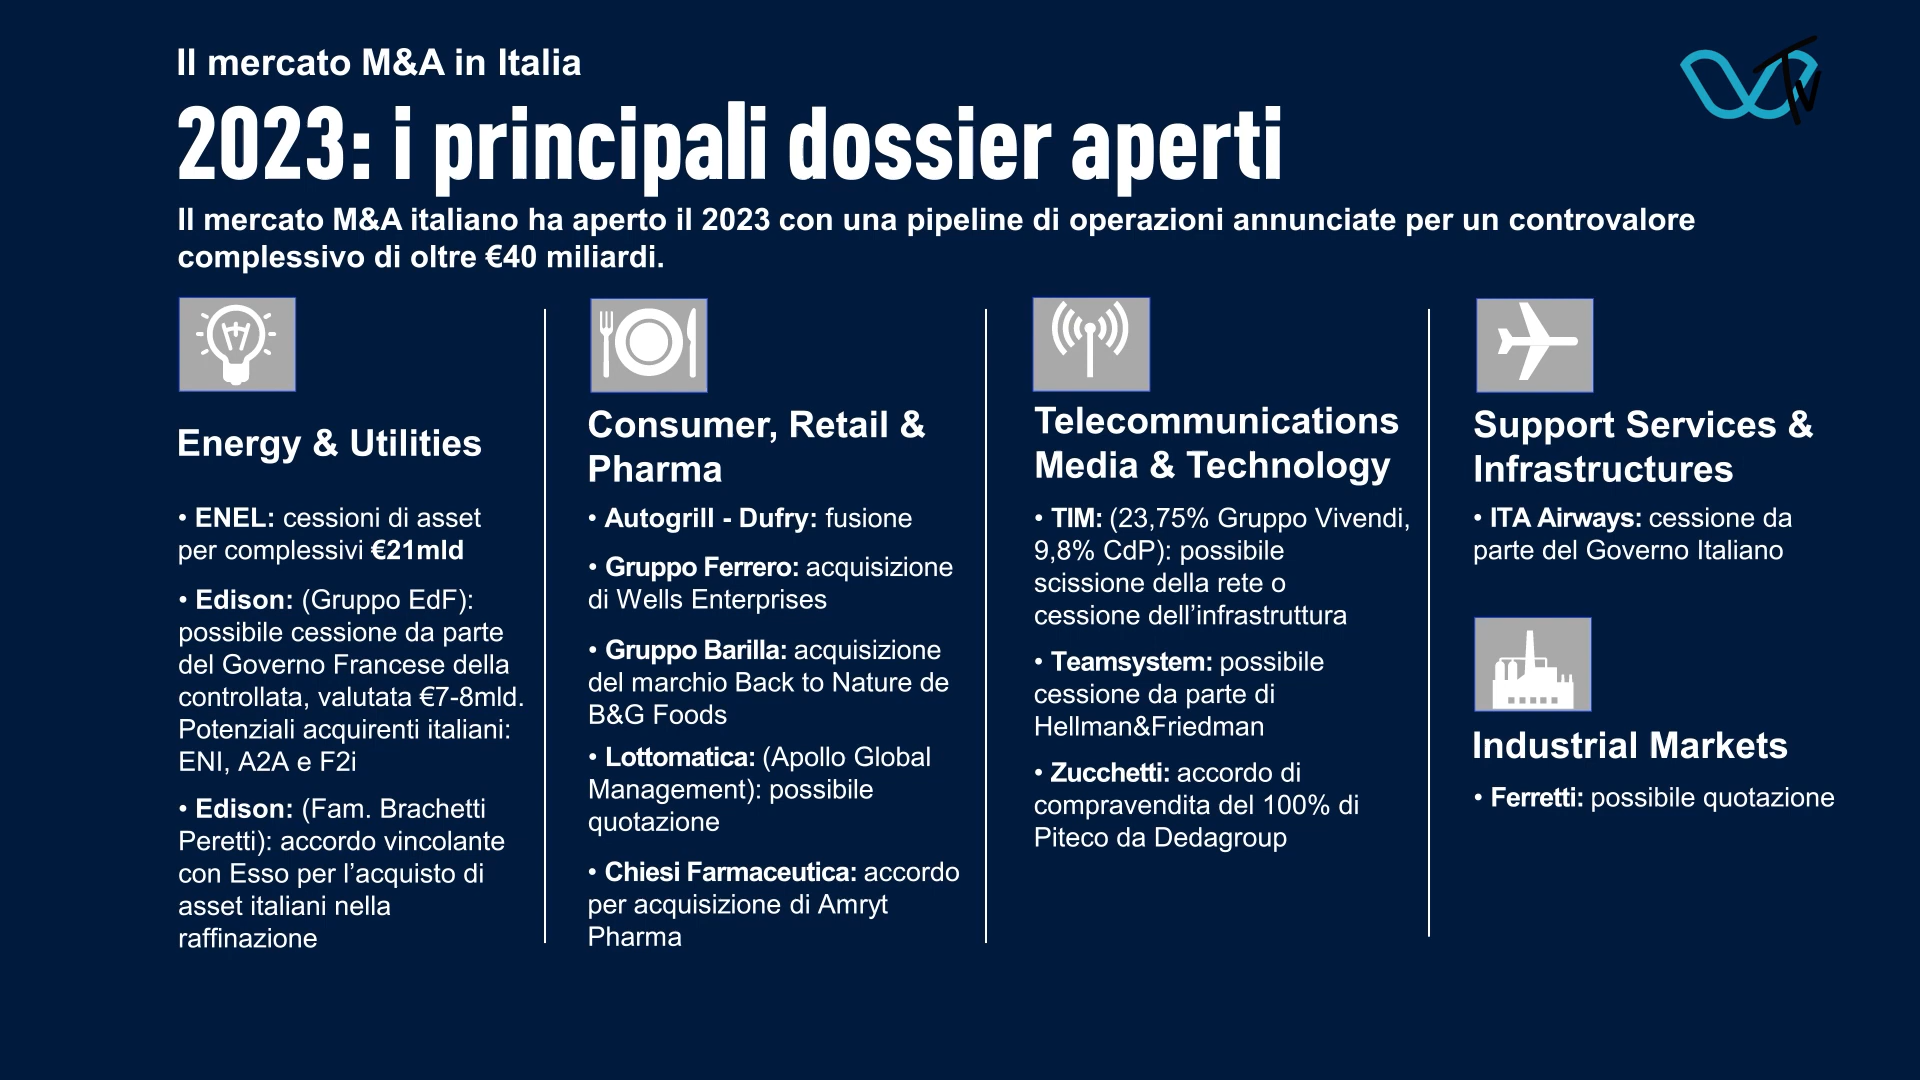 Il mercato M&A in Italia
2023: i principali dossier aperti
Il mercato M&A italiano ha aperto il 2023 con una pipeline di operazioni annunciate per un controvalore
complessivo di oltre €40 miliardi.
Energy & Utilities
• ENEL: cessioni di asset
per complessivi €21mld
• Edison: (Gruppo EdF):
possibile cessione da parte
del Governo Francese della
controllata, valutata €7-8mld.
Potenziali acquirenti italiani:
ENI, A2A e F2i
• Edison: (Fam. Brachetti
Peretti): accordo vincolante
con Esso per l’acquisto di
asset italiani nella
raffinazione
Consumer, Retail &
Pharma
• Autogrill - Dufry: fusione
• Gruppo Ferrero: acquisizione
di Wells Enterprises
• Gruppo Barilla: acquisizione
del marchio Back to Nature de
B&G Foods
• Lottomatica: (Apollo Global
Management): possibile
quotazione
• Chiesi Farmaceutica: accordo
per acquisizione di Amryt
Pharma
Telecommunications
Media & Technology
• TIM: (23,75% Gruppo Vivendi,
9,8% CdP): possibile
scissione della rete o
cessione dell’infrastruttura
• Teamsystem: possibile
cessione da parte di
Hellman&Friedman
• Zucchetti: accordo di
compravendita del 100% di
Piteco da Dedagroup
Support Services &
Infrastructures
• ITA Airways: cessione da
parte del Governo Italiano
Industrial Markets
• Ferretti: possibile quotazione
TV